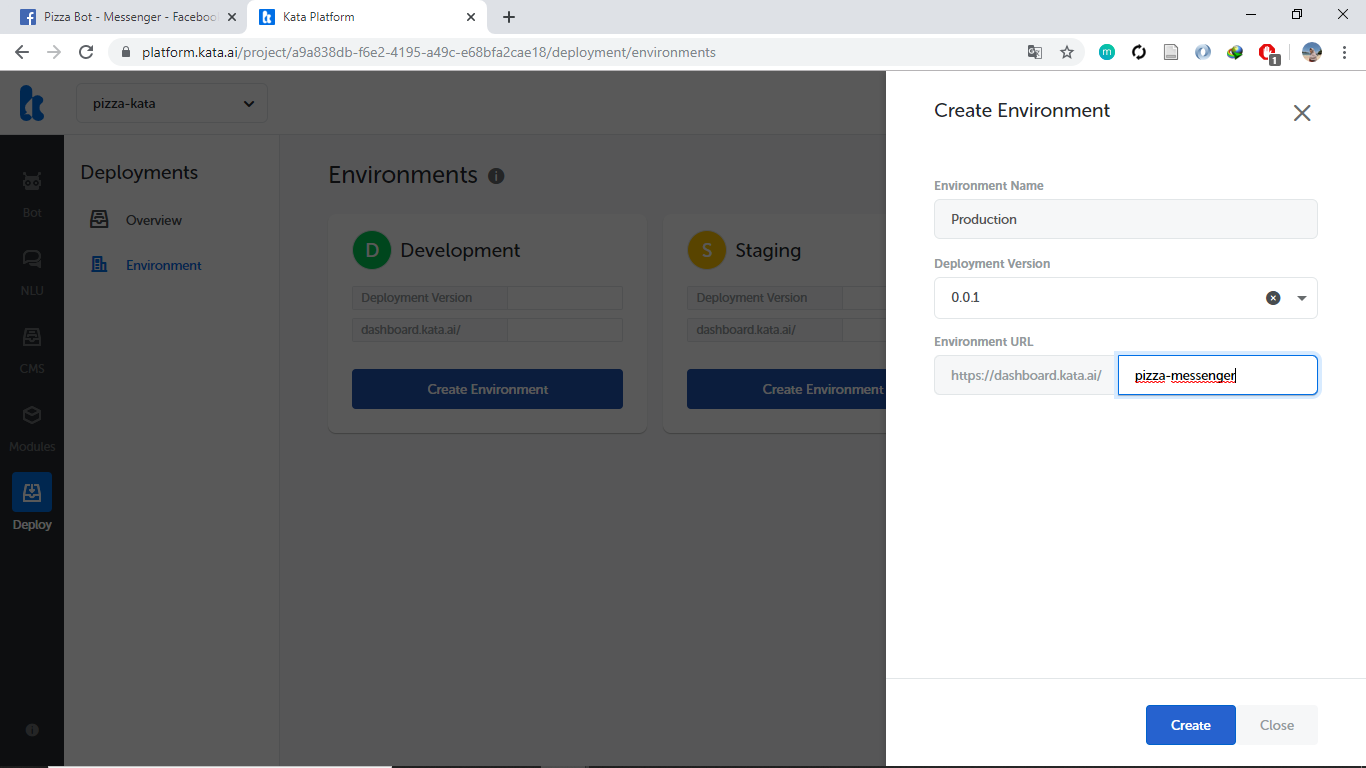 Pizza Bot - Messenger - Faceboo
Kata Platform
platform.kata.ai/project/a9a838db-f6e2-4195-a49c-e68bfa2cae18/deployment/environments
1
pizza-kata
Bot
NLU
CMS
Modules
Deploy
Deployments
Overview
Environment
Environments
D Development
Deployment Version
dashboard.kata.ai/
Create Environment
S Staging
Deployment Version
dashboard.kata.ai/
Create Environment
Create Environment
Environment Name
Production
Deployment Version
0.0.1
Environment URL
https://dashboard.kata.ai/ pizza-messenger
Create Close